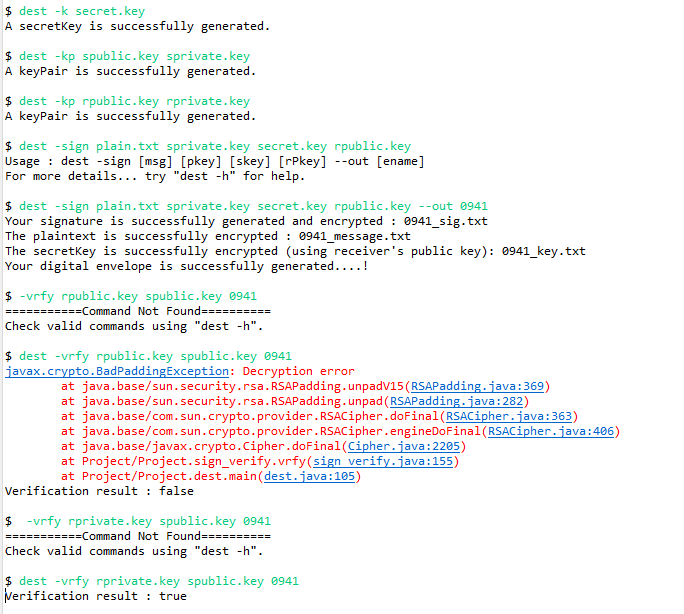 $ dest -k secret.key
A secretKey is successfully generated.
$ dest -kp spublic.key sprivate.key
A keyPair is successfully generated.
$ dest -kp rpublic.key rprivate.key
A keyPair is successfully generated.
$ dest -sign plain.txt sprivate.key secret.key rpublic.key
Usage : dest -sign [msg] [pkey] [skey] [rPkey] --out [ename]
For more details... try "dest -h" for help.
$ dest -sign plain.txt sprivate.key secret.key rpublic.key --out 0941
Your signature is successfully generated and encrypted : 0941_sig.txt
The plaintext is successfully encrypted : 0941_message.txt
The secretKey is successfully encrypted (using receiver's public key): 0941_key.txt
Your digital envelope is successfully generated....!
$ -vrfy rpublic.key spublic.key 0941
===========Command Not Found==========
Check valid commands using "dest -h".
$ dest -vrfy rpublic.key spublic.key 0941
javax.crypto.BadPaddingException: Decryption error
at java.base/sun.security.rsa.RSAPadding.unpadV15(RSAPadding.java:369)
at java.base/sun.security.rsa.RSAPadding.unpad(RSAPadding.java:282)
at java.base/com.sun.crypto.provider.RSACipher.doFinal(RSACipher.java:363)
at java.base/com.sun.crypto.provider.RSACipher.engineDoFinal(RSACipher.java:406)
at java.base/javax.crypto.Cipher.doFinal(Cipher.java:2205)
at Project/Project.sign_verify.vrfy(sign_verify.java:155)
at Project/Project.dest.main(dest.java:105)
Verification result : false
$  -vrfy rprivate.key spublic.key 0941
===========Command Not Found==========
Check valid commands using "dest -h".
$ dest -vrfy rprivate.key spublic.key 0941
Verification result : true